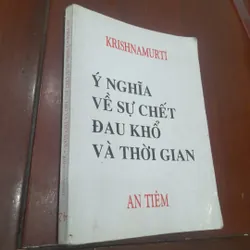 KRISHNAMURTI
Ý NGHĨA
VỀ SỰ CHẾT
ĐAU KHỔ
VÀ THỜI GIAN
AN TIÊM